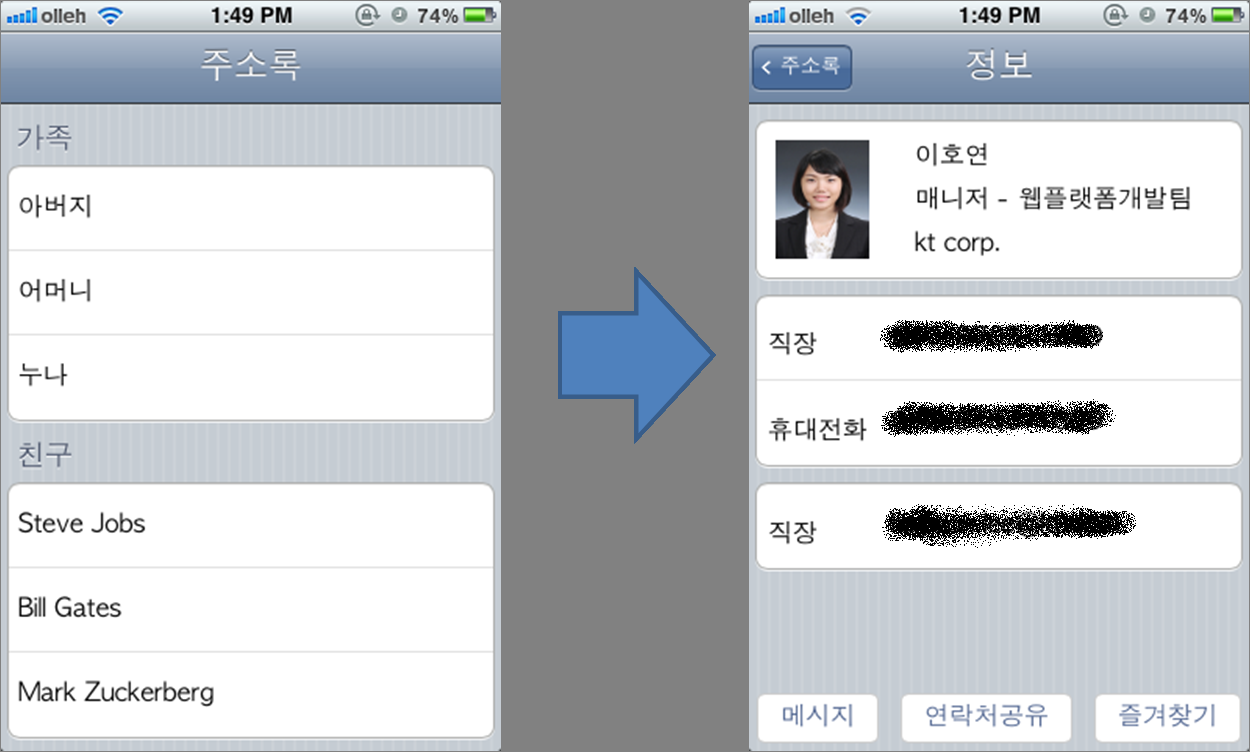 olleh 1:49 PM 74%
주소록
가족
아버지
어머니
누나
친구
Steve Jobs
Bill Gates
Mark Zuckerberg
olleh 1:49 PM 74%
주소록 정보
이호연
매니저 - 웹플랫폼개발팀
kt corp.
직장
휴대전화
직장
메시지 연락처공유 즐겨찾기